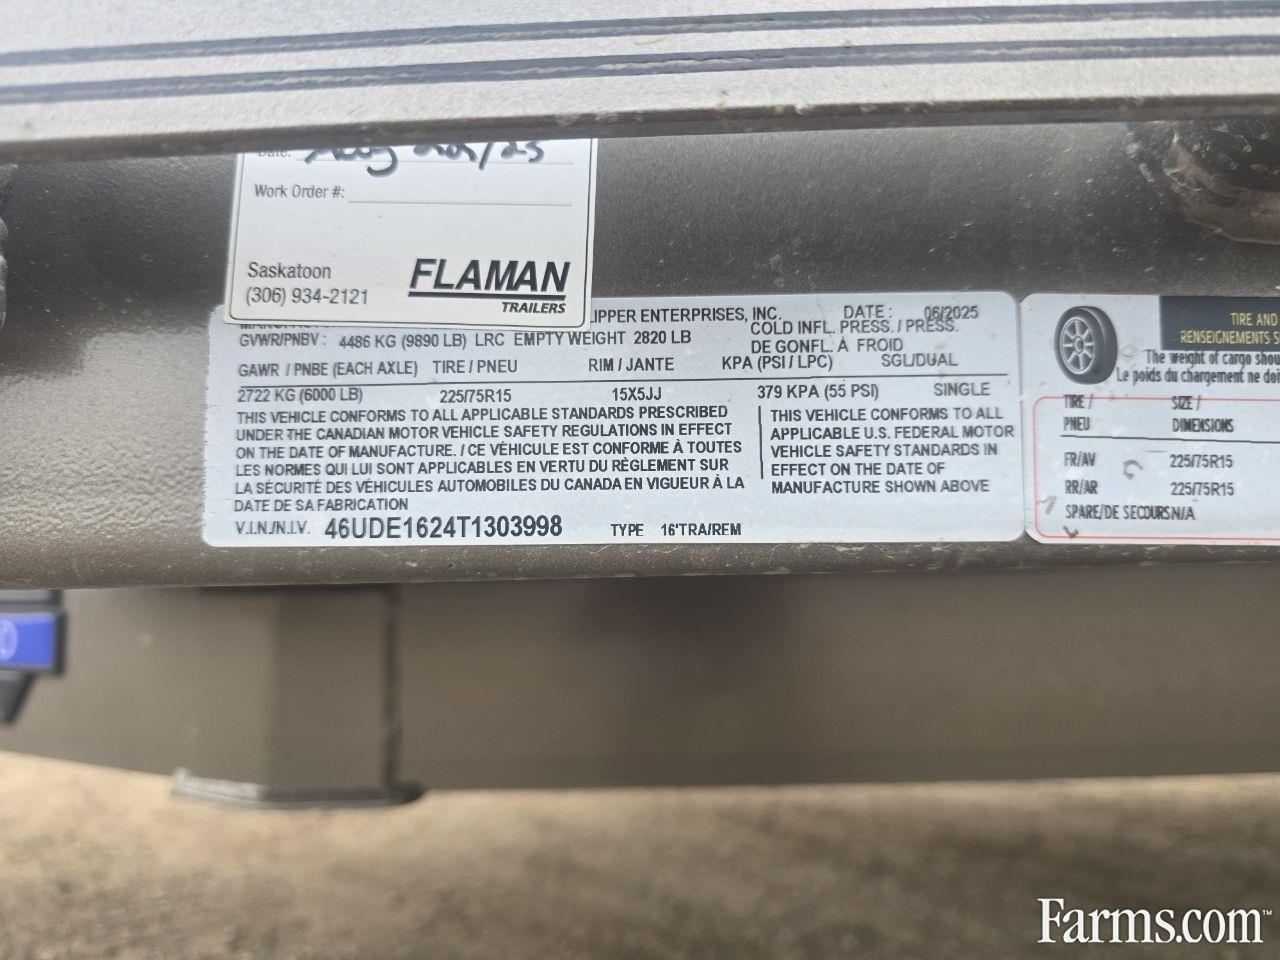 Date:
Work Order #:
Saskatoon
(306) 934-2121
FLAMAN
TRAILERS
LIPPER ENTERPRISES, INC.
DATE: 06/2025
GVWR/PNBV: 4486 KG (9890 LB) LRC EMPTY WEIGHT 2820 LB
COLD INFL. PRESS. / PRESS.
DE GONFL. À FROID
GAWR / PNBE (EACH AXLE) TIRE / PNEU RIM / JANTE KPA (PSI / LPC) SGL/DUAL
2722 KG (6000 LB) 225/75R15 15X5JJ 379 KPA (55 PSI) SINGLE
THIS VEHICLE CONFORMS TO ALL APPLICABLE STANDARDS PRESCRIBED
UNDER THE CANADIAN MOTOR VEHICLE SAFETY REGULATIONS IN EFFECT
ON THE DATE OF MANUFACTURE. / CE VÉHICULE EST CONFORME À TOUTES
LES NORMES QUI LUI SONT APPLICABLES EN VERTU DU RÈGLEMENT SUR
LA SÉCURITÉ DES VÉHICULES AUTOMOBILES DU CANADA EN VIGUEUR À LA
DATE DE SA FABRICATION
THIS VEHICLE CONFORMS TO ALL
APPLICABLE U.S. FEDERAL MOTOR
VEHICLE SAFETY STANDARDS IN
EFFECT ON THE DATE OF
MANUFACTURE SHOWN ABOVE
V.I.N./N.I.V. 46UDE1624T1303998 TYPE 16'TRA/REM
TIRE AND
RENSEIGNEMENTS S
The weight of cargo shou
Le poids du chargement ne doi
TIRE / SIZE /
PNEU DIMENSIONS
FR/AV 225/75R15
RR/AR 225/75R15
SPARE/DE SECOURS N/A
Farms.com™